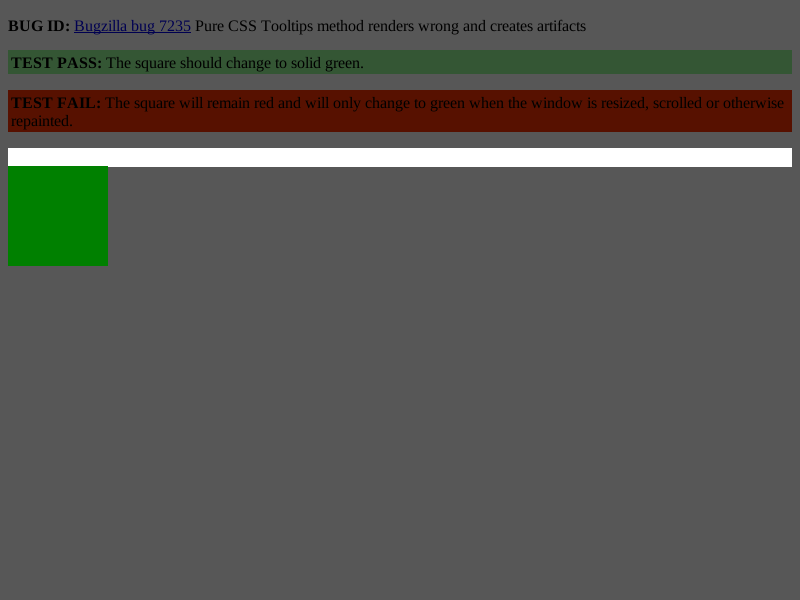 BUG ID: Bugzilla bug 7235 Pure CSS Tooltips method renders wrong and creates artifacts
TEST PASS: The square should change to solid green.
TEST FAIL: The square will remain red and will only change to green when the window is resized, scrolled or otherwise
repainted.